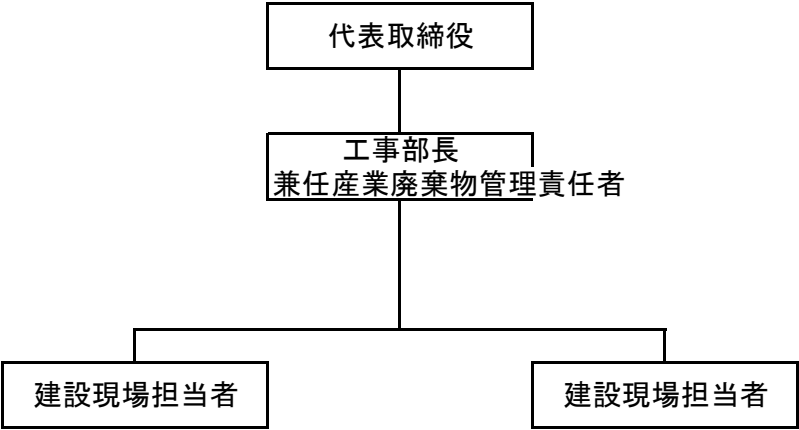 代表取締役
工事部長
兼任産業廃棄物管理責任者
建設現場担当者
建設現場担当者